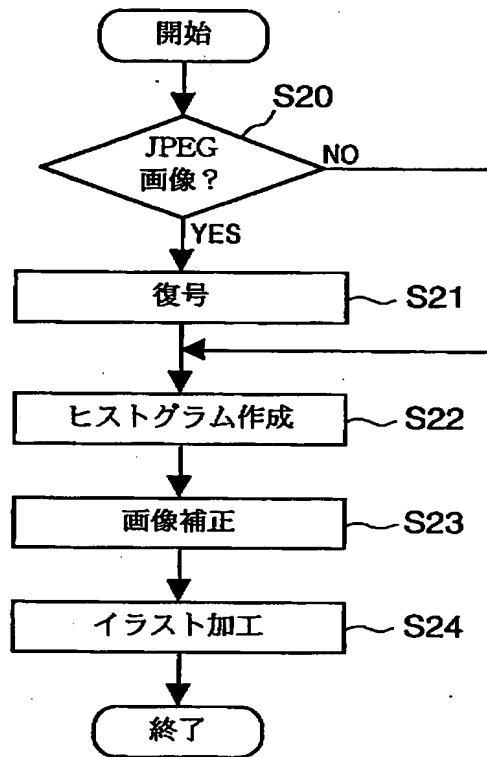 開始
S20
JPEG
画像？
NO
YES
復号
S21
ヒストグラム作成
S22
画像補正
S23
イラスト加工
S24
終了